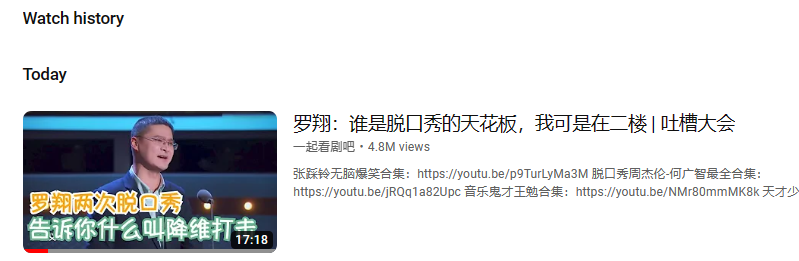 Watch history
Today
罗翔：谁是脱口秀的天花板，我可是在二楼 | 吐槽大会
一起看剧吧 • 4.8M views
张踩铃无脑爆笑合集：https://youtu.be/p9TurLyMa3M 脱口秀周杰伦-何广智最全合集：
https://youtu.be/jRQq1a82Upc 音乐鬼才王勉合集：https://youtu.be/NMr80mmMK8k 天才少
罗翔两次脱口秀
告诉你什么叫降维打击
17:18